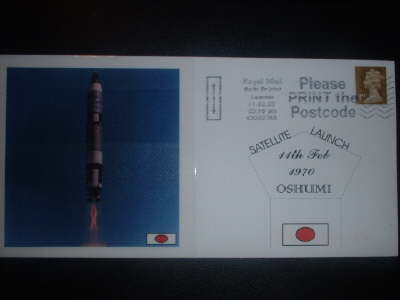 Royal Mail
Please
PRINT the
Postcode
SATELLITE LAUNCH
11th Feb
1970
OSHUMI